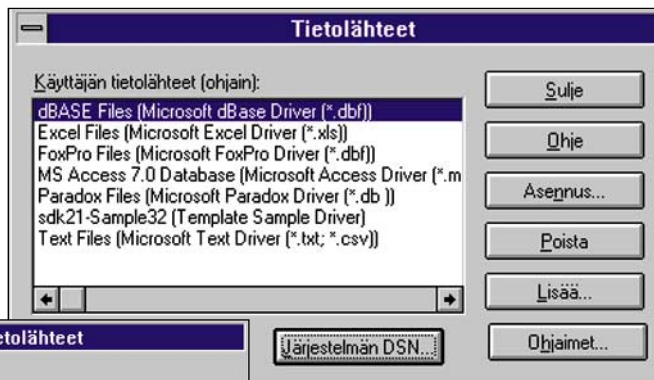 Tietolähteet
Käyttäjän tietolähteet (ohjain):
dBASE Files (Microsoft dBase Driver (*.dbf))
Excel Files (Microsoft Excel Driver (*.xls))
FoxPro Files (Microsoft FoxPro Driver (*.dbf))
MS Access 7.0 Database (Microsoft Access Driver (*.m
Paradox Files (Microsoft Paradox Driver (*.db ))
sdk21-Sample32 (Template Sample Driver)
Text Files (Microsoft Text Driver (*.txt; *.csv))
Sulje
Ohje
Asennus...
Poista
Lisää...
Ohjaimet...
Järjestelmän DSN...
etolähteet